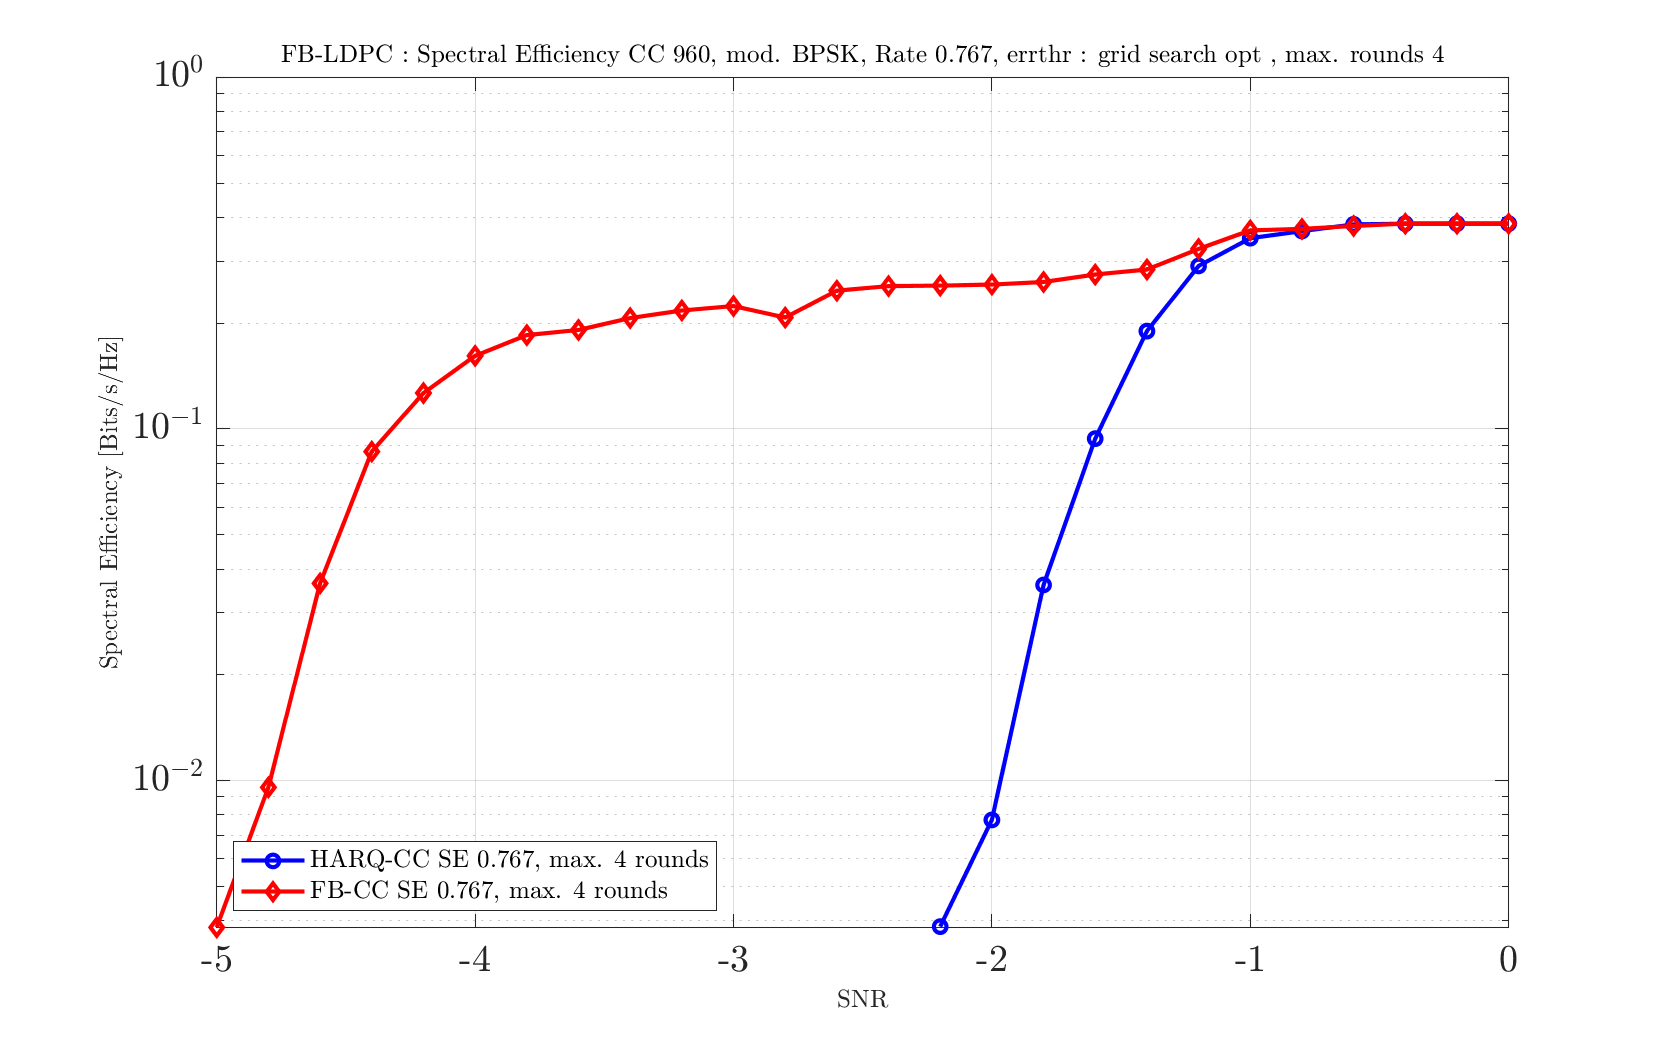 FB-LDPC : Spectral Efficiency CC 960, mod. BPSK, Rate 0.767, errthr : grid search opt , max. rounds 4
10^0
10^-1
10^-2
Spectral Efficiency [Bits/s/Hz]
HARQ-CC SE 0.767, max. 4 rounds
FB-CC SE 0.767, max. 4 rounds
-5 -4 -3 -2 -1 0
SNR